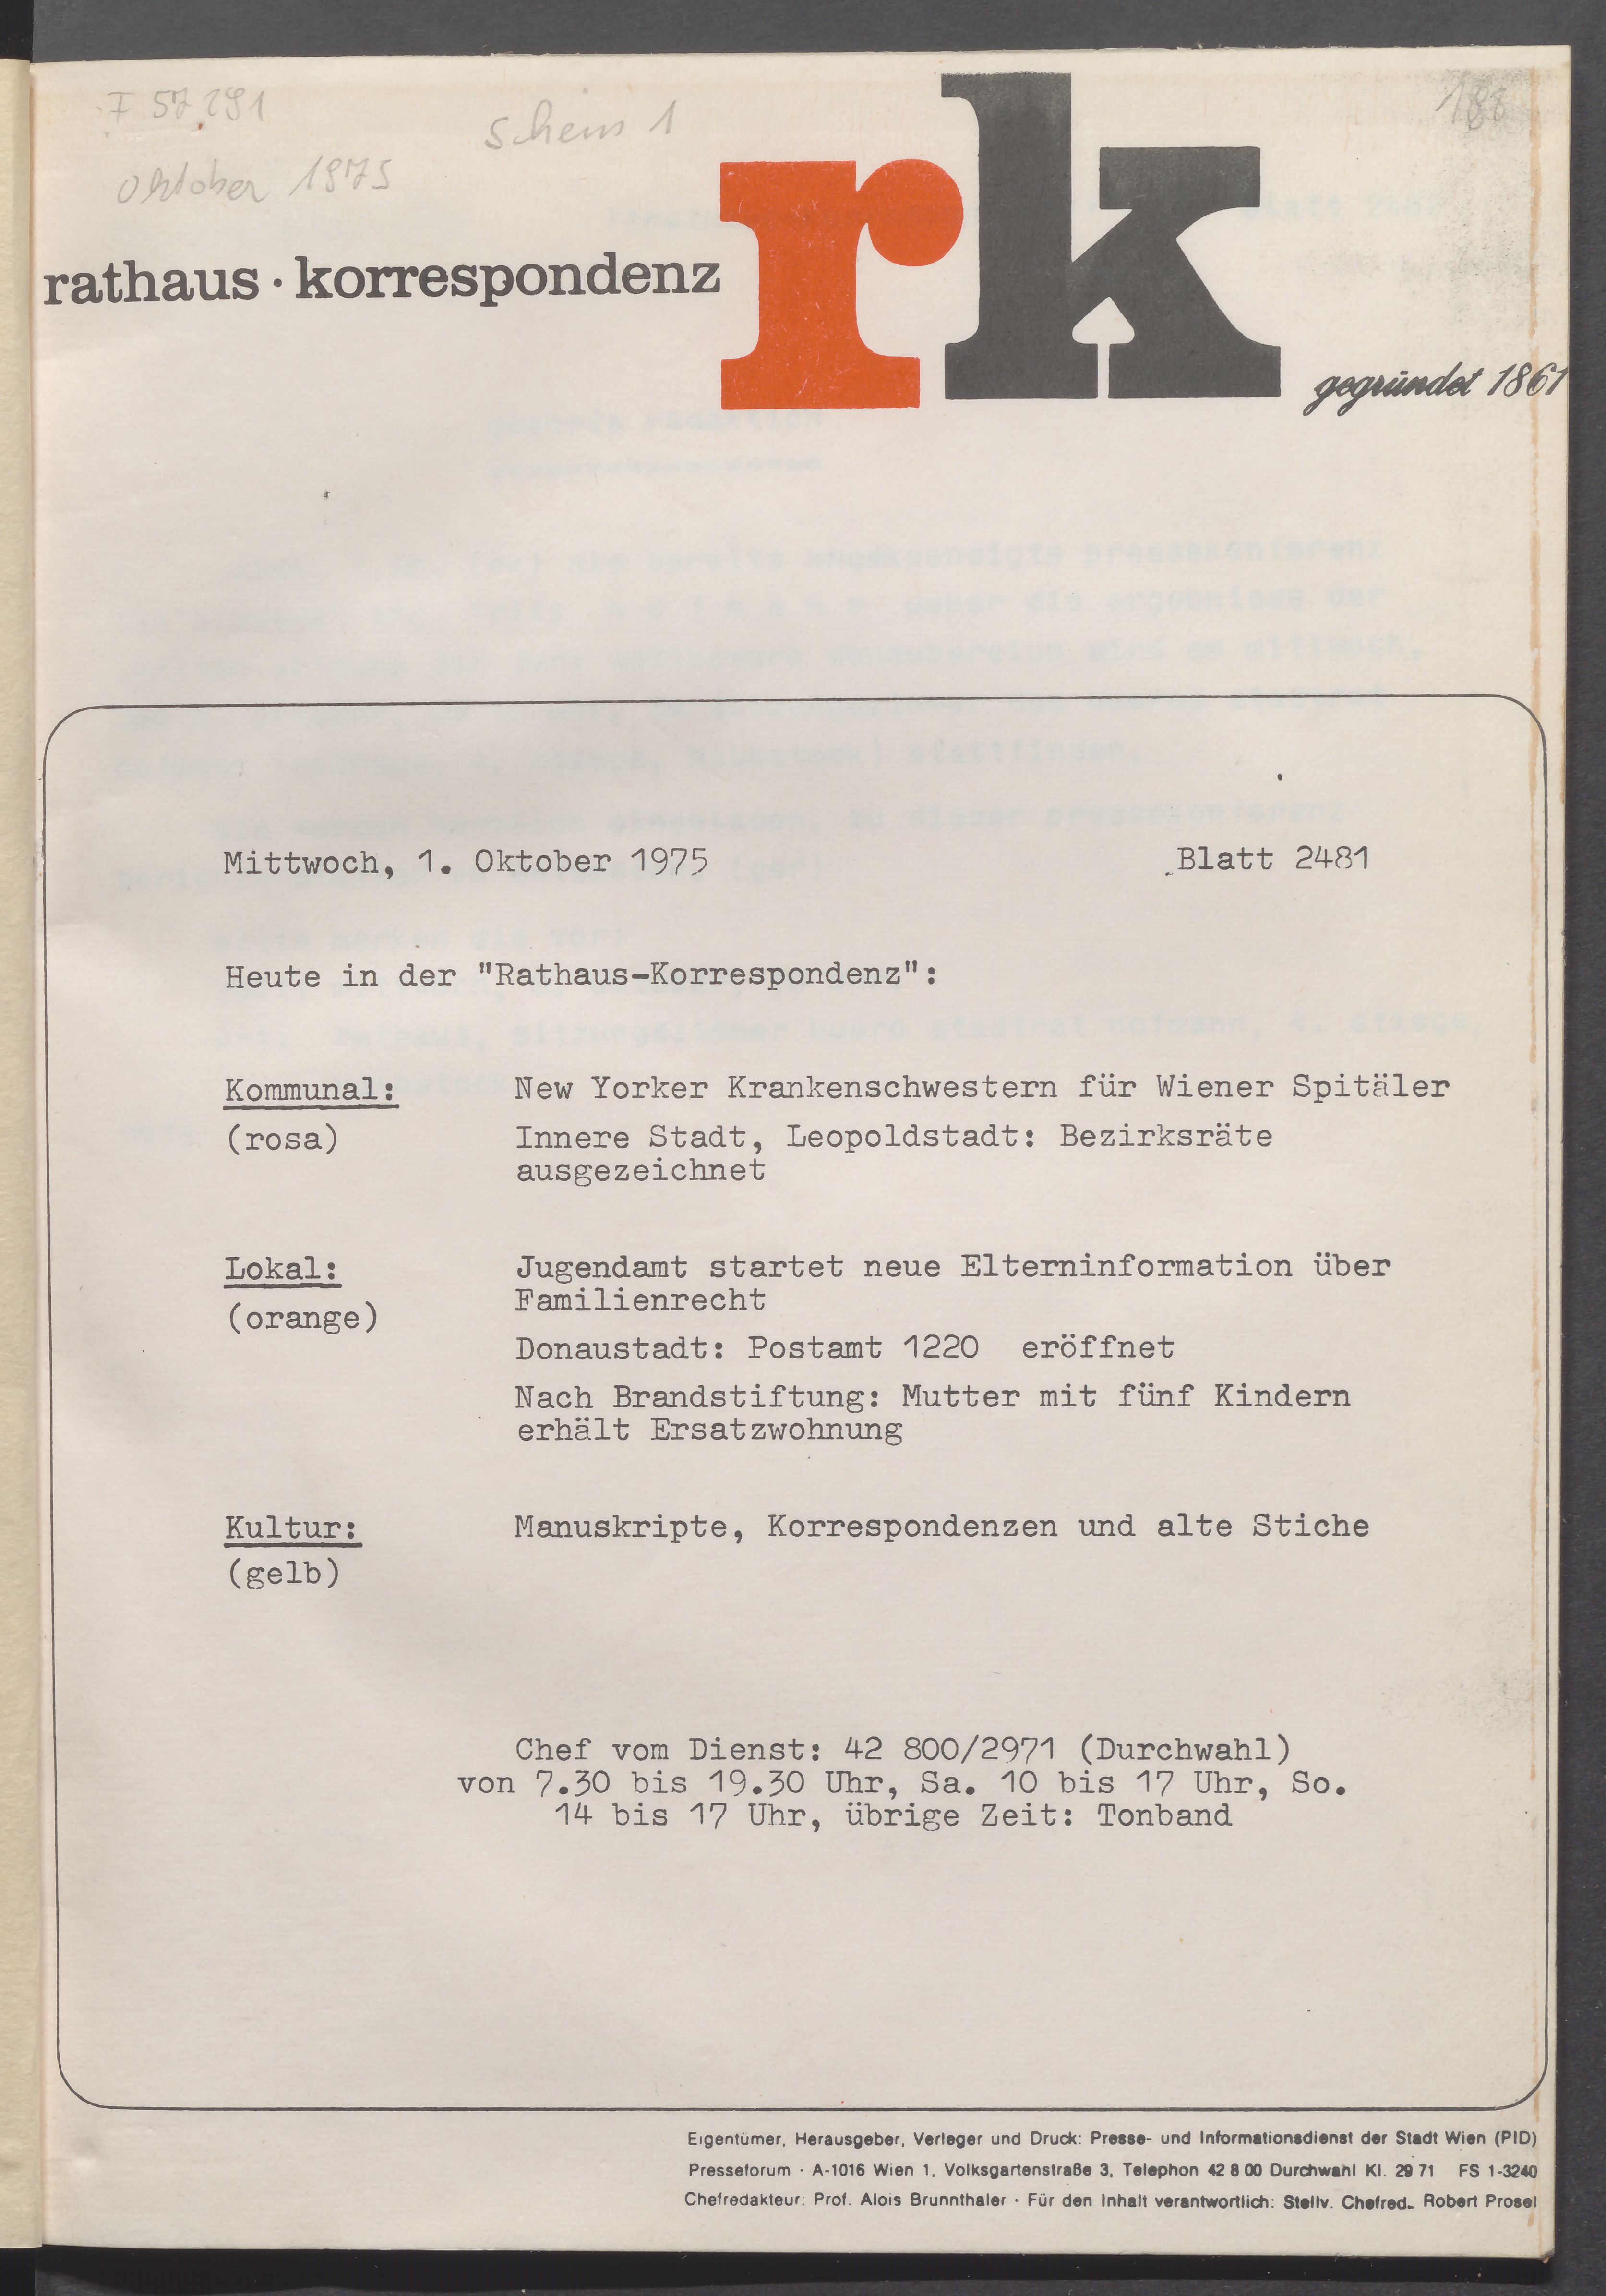 I 57 291
Schein 1
188
Oktober 1975
rk
rathaus · korrespondenz
gegründet 1861
Mittwoch, 1. Oktober 1975 Blatt 2481
Heute in der "Rathaus-Korrespondenz":
Kommunal: New Yorker Krankenschwestern für Wiener Spitäler
(rosa) Innere Stadt, Leopoldstadt: Bezirksräte
ausgezeichnet
Lokal: Jugendamt startet neue Elterninformation über
Familienrecht
(orange)
Donaustadt: Postamt 1220 eröffnet
Nach Brandstiftung: Mutter mit fünf Kindern
erhält Ersatzwohnung
Kultur: Manuskripte, Korrespondenzen und alte Stiche
(gelb)
Chef vom Dienst: 42 800/2971 (Durchwahl)
von 7.30 bis 19.30 Uhr, Sa. 10 bis 17 Uhr, So.
14 bis 17 Uhr, übrige Zeit: Tonband
Eigentümer, Herausgeber, Verleger und Druck: Presse- und Informationsdienst der Stadt Wien (PID)
Presseforum · A-1016 Wien 1, Volksgartenstraße 3, Telephon 42 8 00 Durchwahl Kl. 29 71 FS 1-3240
Chefredakteur: Prof. Alois Brunnthaler · Für den Inhalt verantwortlich: Stellv. Chefred. Robert Prosel